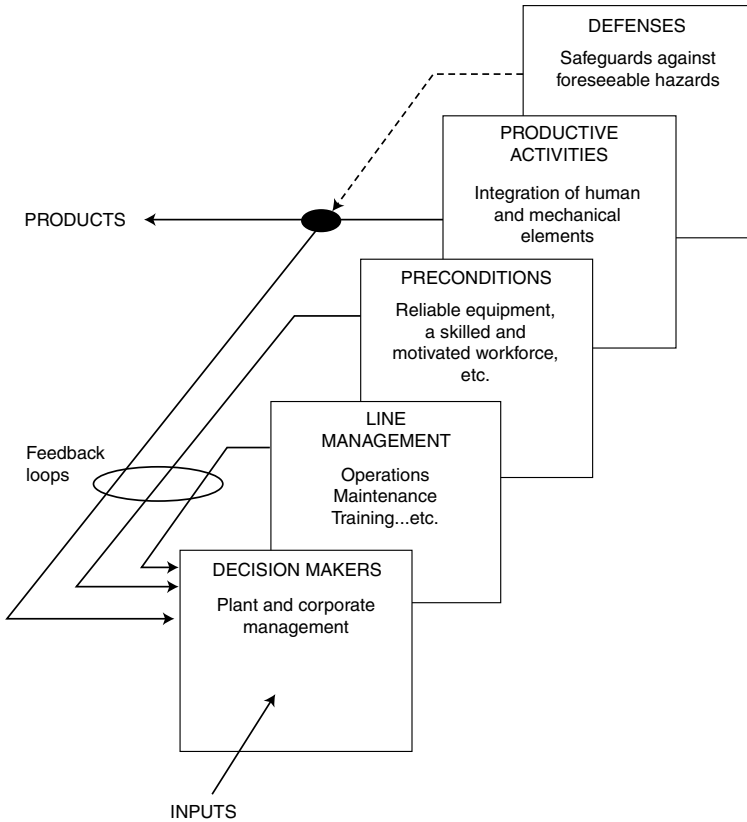 DEFENSES
Safeguards against
foreseeable hazards
PRODUCTIVE
ACTIVITIES
Integration of human
and mechanical
elements
PRODUCTS
PRECONDITIONS
Reliable equipment,
a skilled and
motivated workforce,
etc.
LINE
MANAGEMENT
Operations
Maintenance
Training...etc.
Feedback
loops
DECISION MAKERS
Plant and corporate
management
INPUTS